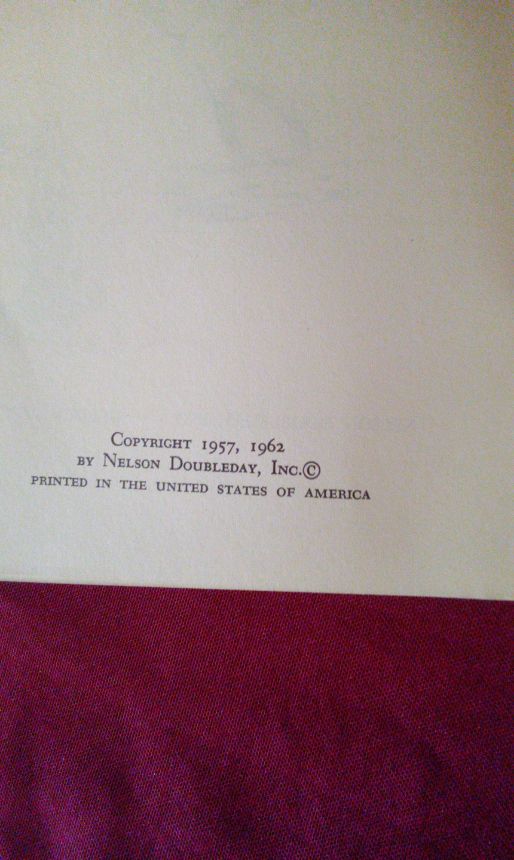 Copyright 1957, 1962
by Nelson Doubleday, Inc.©
printed in the united states of america